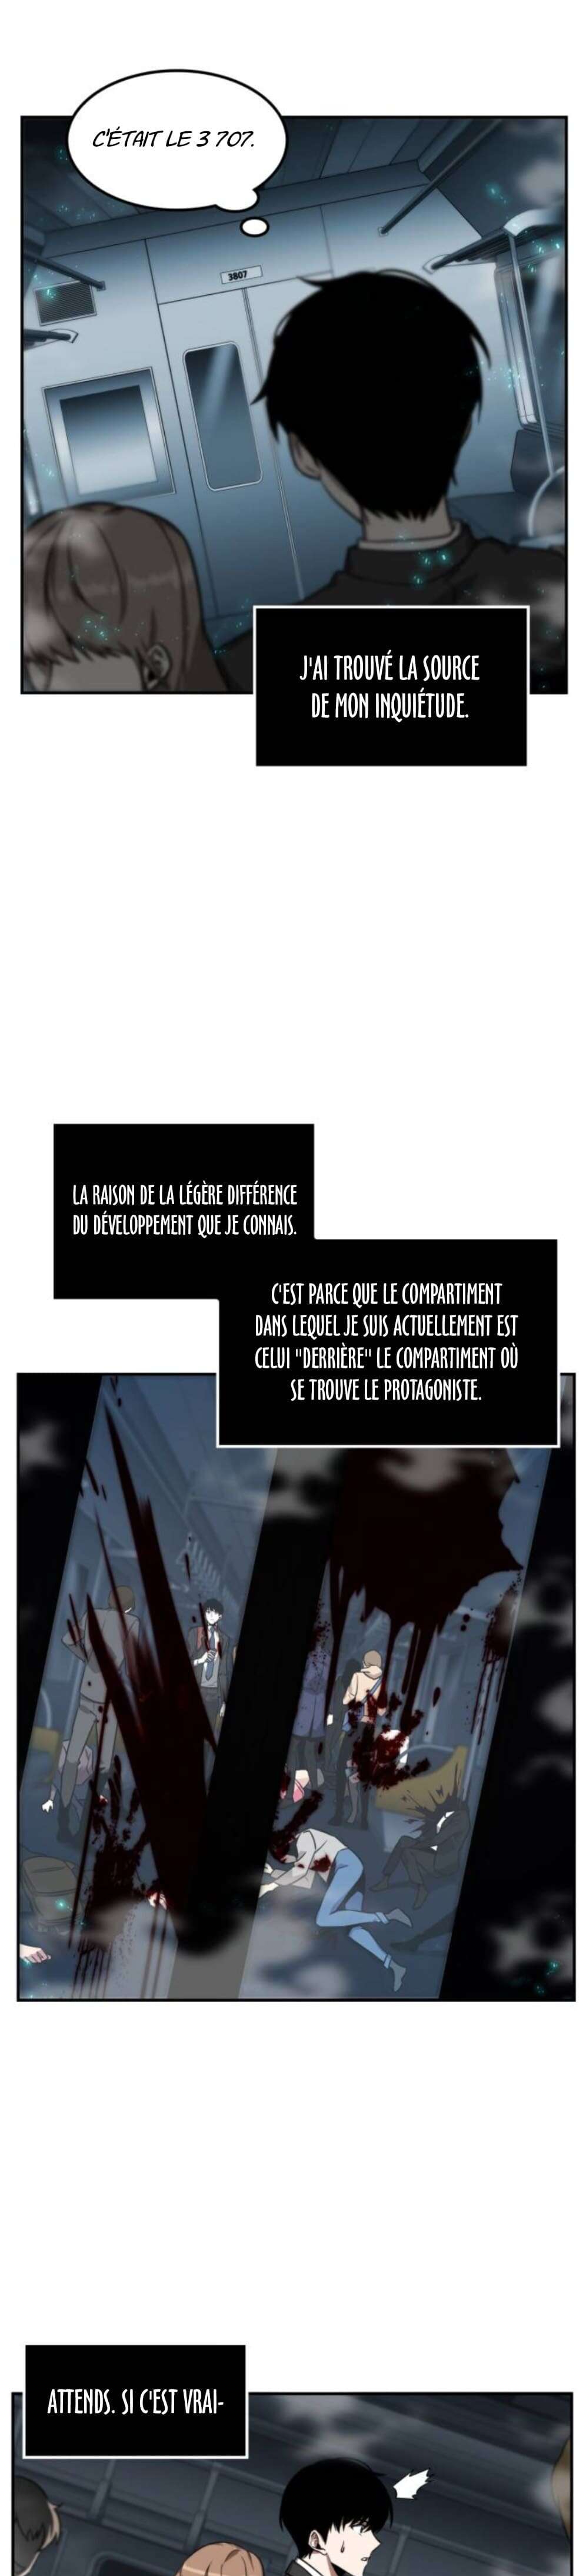 C'ÉTAIT LE 3 707.
3807
J'AI TROUVÉ LA SOURCE
DE MON INQUIÉTUDE.
LA RAISON DE LA LÉGÈRE DIFFÉRENCE
DU DÉVELOPPEMENT QUE JE CONNAIS.
C'EST PARCE QUE LE COMPARTIMENT
DANS LEQUEL JE SUIS ACTUELLEMENT EST
CELUI "DERRIÈRE" LE COMPARTIMENT OÙ
SE TROUVE LE PROTAGONISTE.
ATTENDS. SI C'EST VRAI-